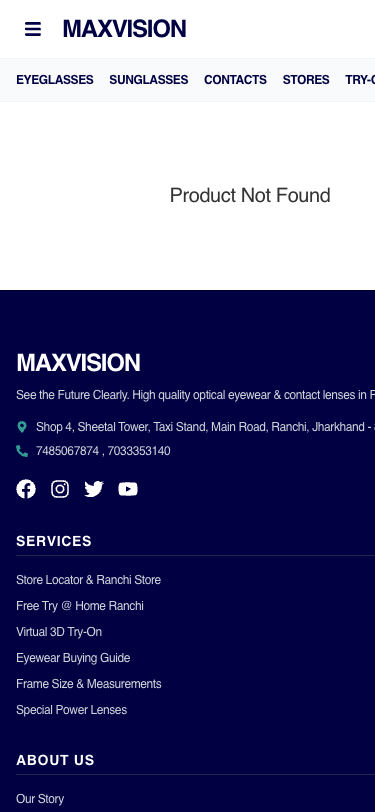 MAXVISION
EYEGLASSES SUNGLASSES CONTACTS STORES TRY-
Product Not Found
MAXVISION
See the Future Clearly. High quality optical eyewear & contact lenses in
Shop 4, Sheetal Tower, Taxi Stand, Main Road, Ranchi, Jharkhand -
7485067874 , 7033353140
SERVICES
Store Locator & Ranchi Store
Free Try @ Home Ranchi
Virtual 3D Try-On
Eyewear Buying Guide
Frame Size & Measurements
Special Power Lenses
ABOUT US
Our Story